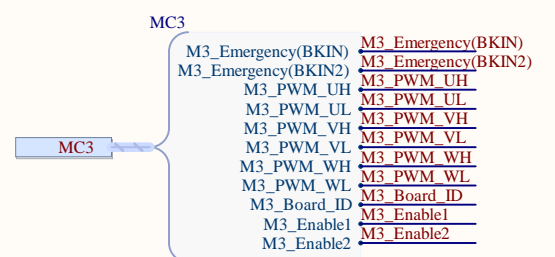 MC3
M3_Emergency(BKIN) M3_Emergency(BKIN)
M3_Emergency(BKIN2) M3_Emergency(BKIN2)
M3_PWM_UH M3_PWM_UH
M3_PWM_UL M3_PWM_UL
M3_PWM_VH M3_PWM_VH
MC3 M3_PWM_VL M3_PWM_VL
M3_PWM_WH M3_PWM_WH
M3_PWM_WL M3_PWM_WL
M3_Board_ID M3_Board_ID
M3_Enable1 M3_Enable1
M3_Enable2 M3_Enable2